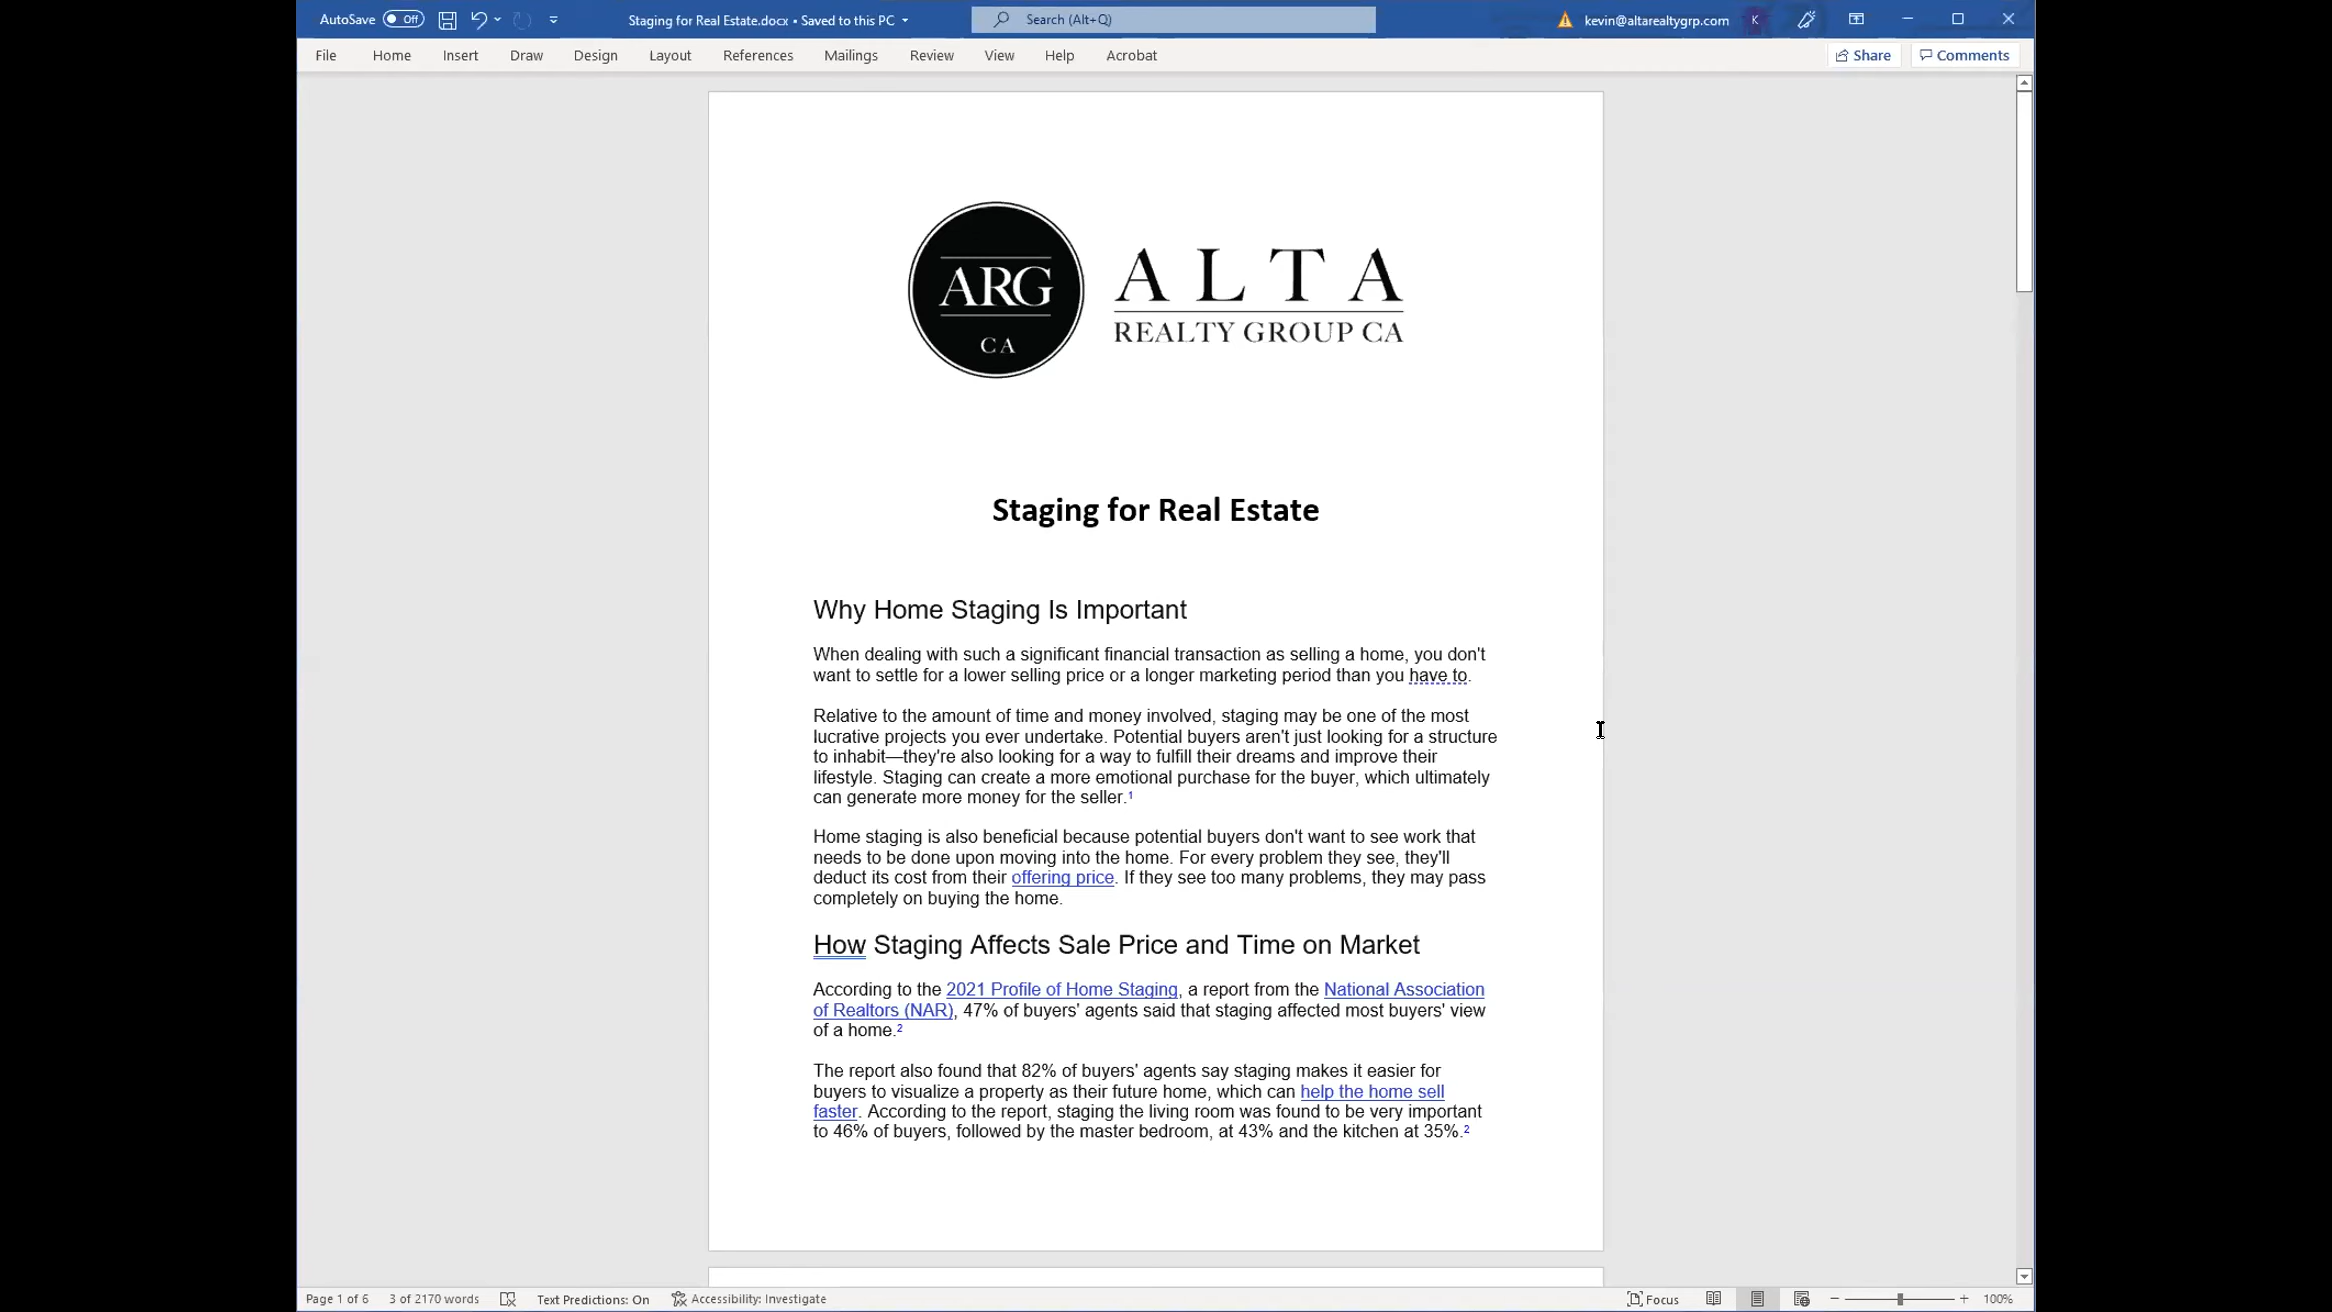 AutoSave Off Staging for Real Estate.docx • Saved to this PC Search (Alt+Q) kevin@altarealtygrp.com K
File Home Insert Draw Design Layout References Mailings Review View Help Acrobat Share Comments
ARG
CA
ALTA
REALTY GROUP CA
Staging for Real Estate
Why Home Staging Is Important
When dealing with such a significant financial transaction as selling a home, you don't
want to settle for a lower selling price or a longer marketing period than you have to.
Relative to the amount of time and money involved, staging may be one of the most
lucrative projects you ever undertake. Potential buyers aren't just looking for a structure
to inhabit—they're also looking for a way to fulfill their dreams and improve their
lifestyle. Staging can create a more emotional purchase for the buyer, which ultimately
can generate more money for the seller.1
Home staging is also beneficial because potential buyers don't want to see work that
needs to be done upon moving into the home. For every problem they see, they'll
deduct its cost from their offering price. If they see too many problems, they may pass
completely on buying the home.
How Staging Affects Sale Price and Time on Market
According to the 2021 Profile of Home Staging, a report from the National Association
of Realtors (NAR), 47% of buyers' agents said that staging affected most buyers' view
of a home.2
The report also found that 82% of buyers' agents say staging makes it easier for
buyers to visualize a property as their future home, which can help the home sell
faster. According to the report, staging the living room was found to be very important
to 46% of buyers, followed by the master bedroom, at 43% and the kitchen at 35%.2
Page 1 of 6 3 of 2170 words Text Predictions: On Accessibility: Investigate Focus 100%